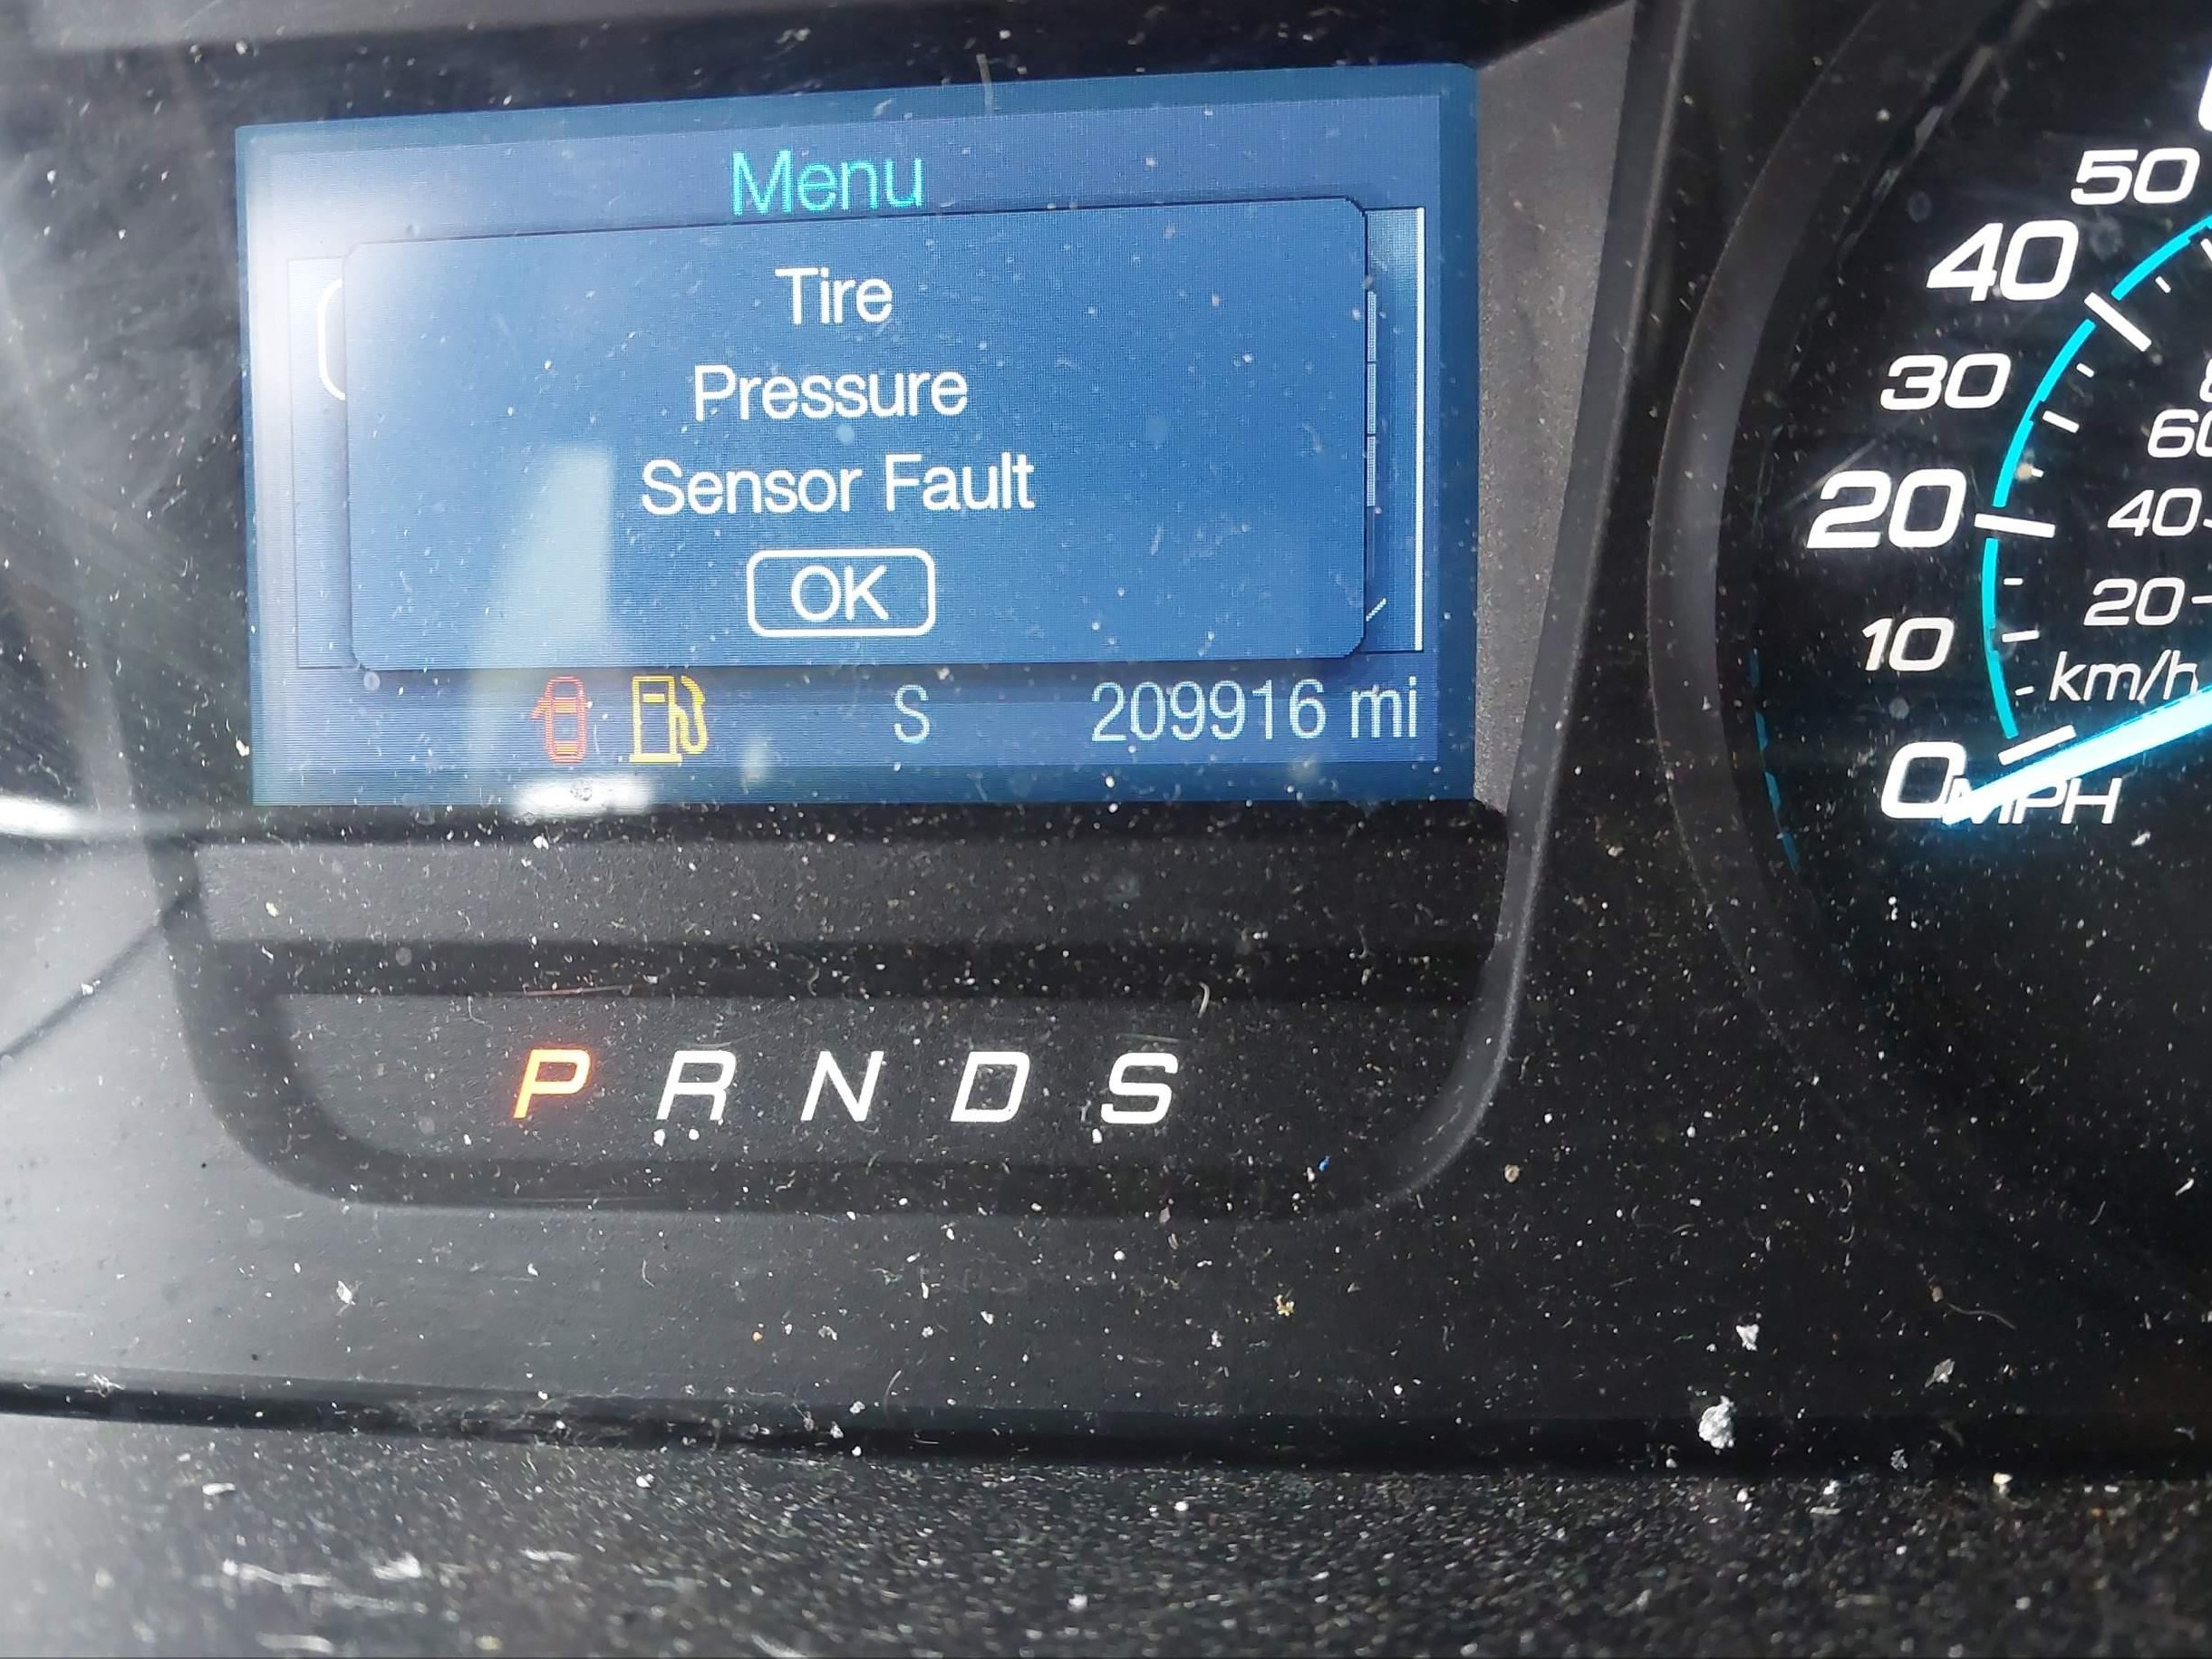 Menu
Tire
Pressure
Sensor Fault
OK
S 209916 mi
P R N D S
50
40
30
60
20
40
20
10
km/h
0
MPH